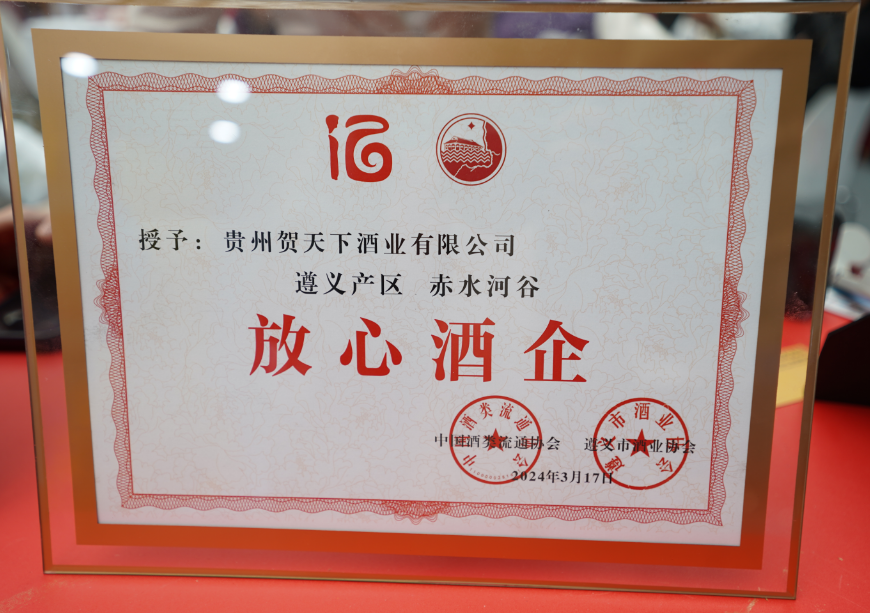 授予：贵州贺天下酒业有限公司
遵义产区 赤水河谷
放心酒企
中国酒类流通协会 遵义市酒业协会
2024年3月17日